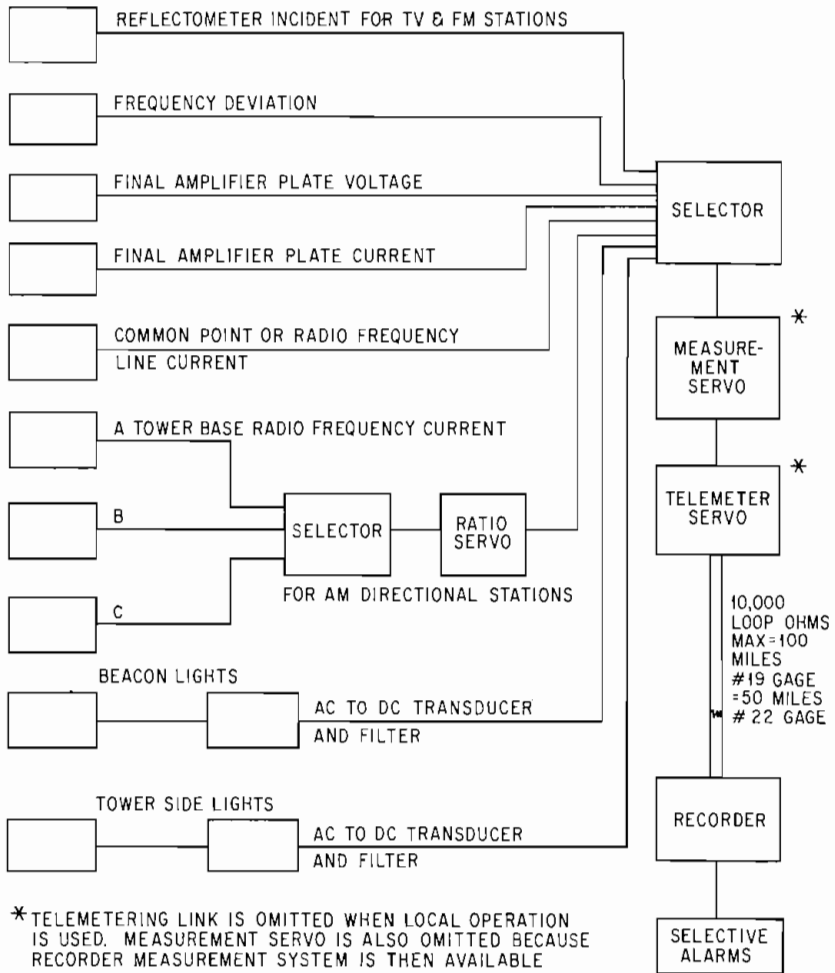 REFLECTOMETER INCIDENT FOR TV & FM STATIONS
FREQUENCY DEVIATION
FINAL AMPLIFIER PLATE VOLTAGE
SELECTOR
FINAL AMPLIFIER PLATE CURRENT
COMMON POINT OR RADIO FREQUENCY
LINE CURRENT
*
MEASURE-
MENT
SERVO
A TOWER BASE RADIO FREQUENCY CURRENT
*
TELEMETER
SERVO
B
SELECTOR
RATIO
SERVO
FOR AM DIRECTIONAL STATIONS
C
10,000
LOOP OHMS
MAX=100
MILES
#19 GAGE
=50 MILES
# 22 GAGE
BEACON LIGHTS
AC TO DC TRANSDUCER
AND FILTER
TOWER SIDE LIGHTS
AC TO DC TRANSDUCER
AND FILTER
RECORDER
SELECTIVE
ALARMS
* TELEMETERING LINK IS OMITTED WHEN LOCAL OPERATION
IS USED. MEASUREMENT SERVO IS ALSO OMITTED BECAUSE
RECORDER MEASUREMENT SYSTEM IS THEN AVAILABLE